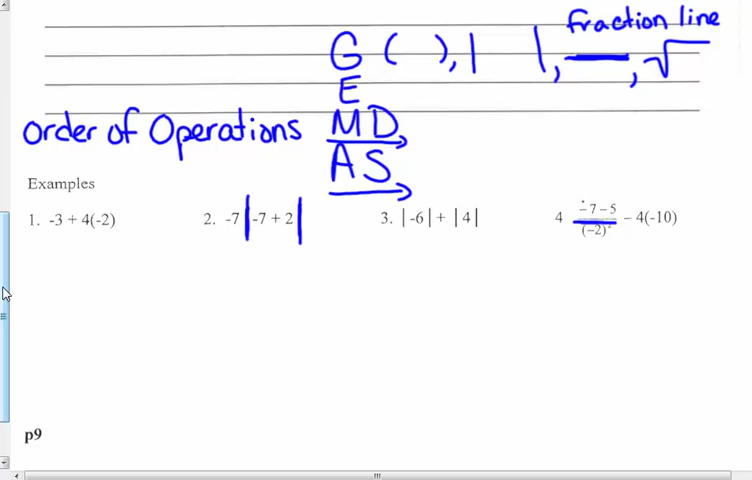 fraction line
G ( ), | |, —, √
E
Order of Operations MD
AS
Examples
1. -3 + 4(-2) 2. -7 |-7 + 2| 3. |-6| + |4| 4 (-7 - 5)/(-2)² - 4(-10)
p9